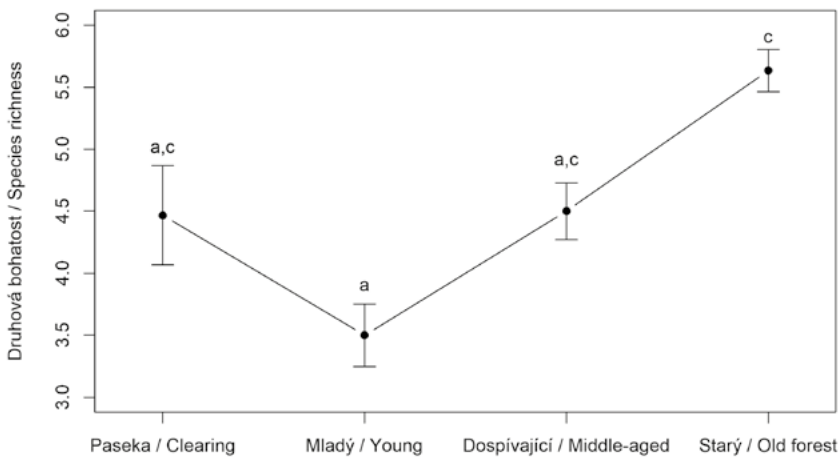 Druhová bohatost / Species richness
6.0
5.5
5.0
4.5
4.0
3.5
3.0
a,c
a
a,c
c
Paseka / Clearing
Mladý / Young
Dospívající / Middle-aged
Starý / Old forest